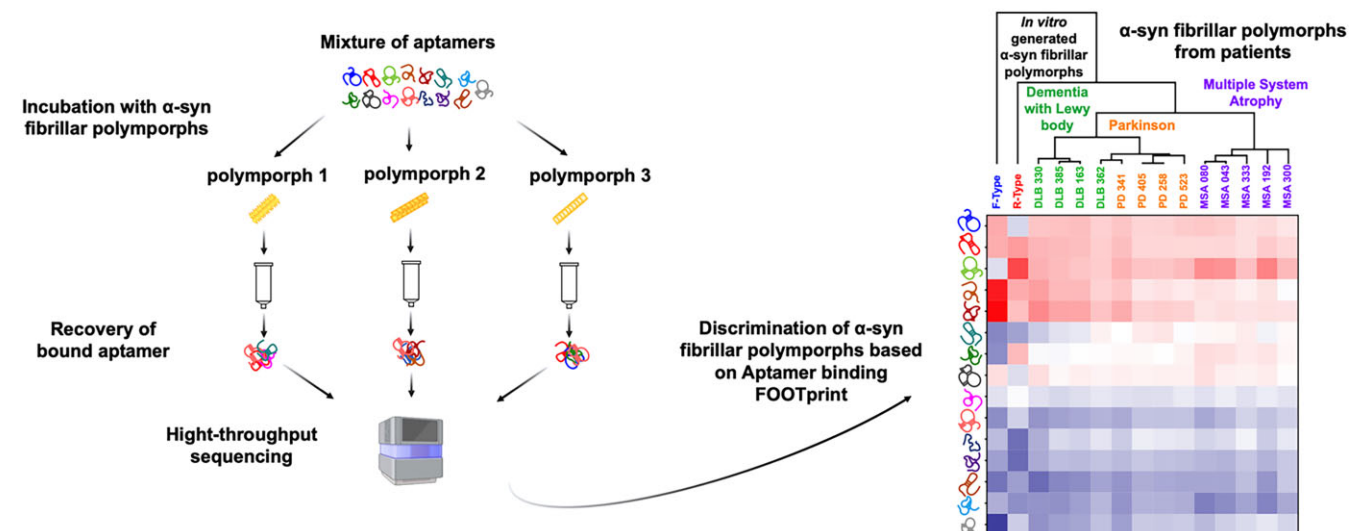 Mixture of aptamers
Incubation with α-syn
fibrillar polymporphs
polymporph 1
polymporph 2
polymporph 3
Recovery of
bound aptamer
Hight-throughput
sequencing
Discrimination of α-syn
fibrillar polymporphs based
on Aptamer binding
FOOTprint
In vitro
generated
α-syn fibrillar
polymorphs
α-syn fibrillar polymorphs
from patients
Dementia
with Lewy
body
Parkinson
Multiple System
Atrophy
F-Type
R-Type
DLB 330
DLB 385
DLB 163
DLB 362
PD 341
PD 405
PD 258
PD 523
MSA 080
MSA 043
MSA 333
MSA 192
MSA 300